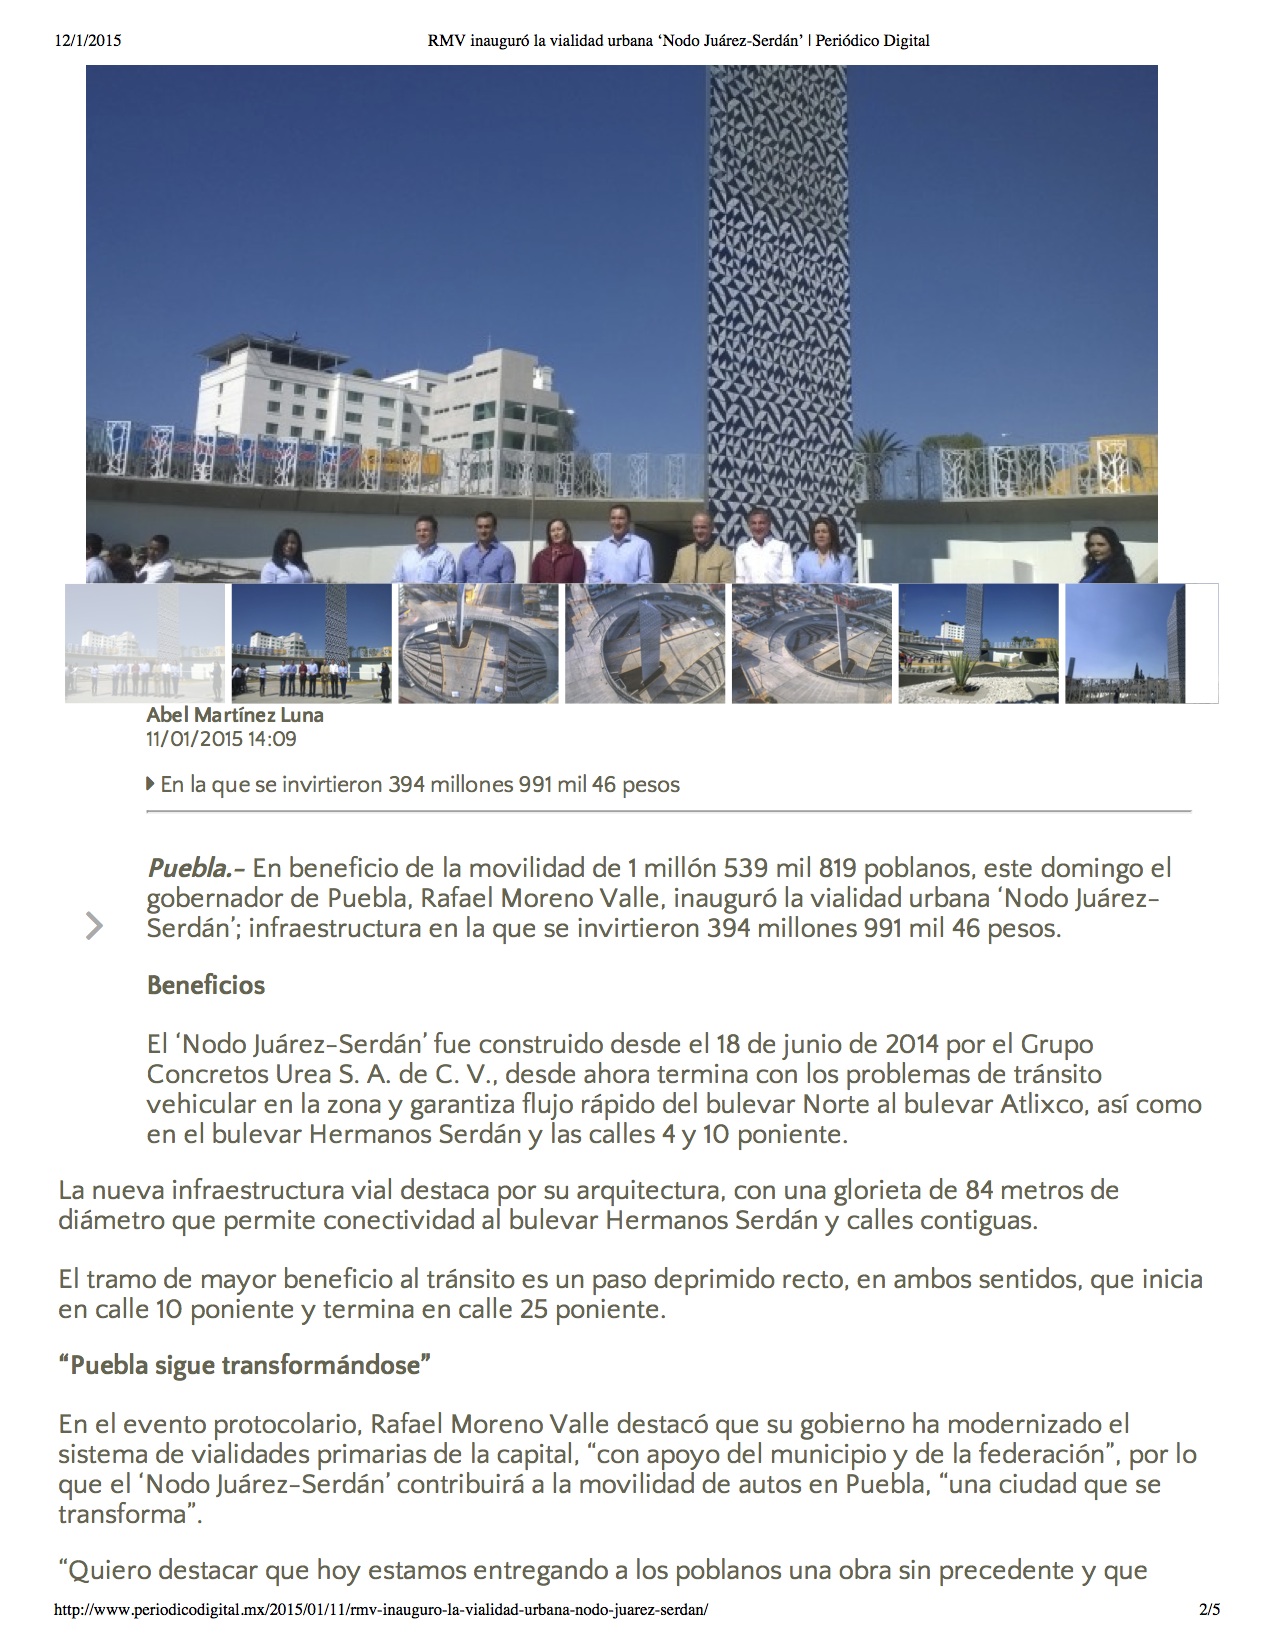 12/1/2015
RMV inauguró la vialidad urbana ‘Nodo Juárez-Serdán’ | Periódico Digital
Abel Martínez Luna
11/01/2015 14:09
En la que se invirtieron 394 millones 991 mil 46 pesos
Puebla.- En beneficio de la movilidad de 1 millón 539 mil 819 poblanos, este domingo el
gobernador de Puebla, Rafael Moreno Valle, inauguró la vialidad urbana ‘Nodo Juárez-
Serdán’; infraestructura en la que se invirtieron 394 millones 991 mil 46 pesos.
Beneficios
El ‘Nodo Juárez-Serdán’ fue construido desde el 18 de junio de 2014 por el Grupo
Concretos Urea S. A. de C. V., desde ahora termina con los problemas de tránsito
vehicular en la zona y garantiza flujo rápido del bulevar Norte al bulevar Atlixco, así como
en el bulevar Hermanos Serdán y las calles 4 y 10 poniente.
La nueva infraestructura vial destaca por su arquitectura, con una glorieta de 84 metros de
diámetro que permite conectividad al bulevar Hermanos Serdán y calles contiguas.
El tramo de mayor beneficio al tránsito es un paso deprimido recto, en ambos sentidos, que inicia
en calle 10 poniente y termina en calle 25 poniente.
“Puebla sigue transformándose”
En el evento protocolario, Rafael Moreno Valle destacó que su gobierno ha modernizado el
sistema de vialidades primarias de la capital, “con apoyo del municipio y de la federación”, por lo
que el ‘Nodo Juárez-Serdán’ contribuirá a la movilidad de autos en Puebla, “una ciudad que se
transforma”.
“Quiero destacar que hoy estamos entregando a los poblanos una obra sin precedente y que
http://www.periodicodigital.mx/2015/01/11/rmv-inauguro-la-vialidad-urbana-nodo-juarez-serdan/
2/5